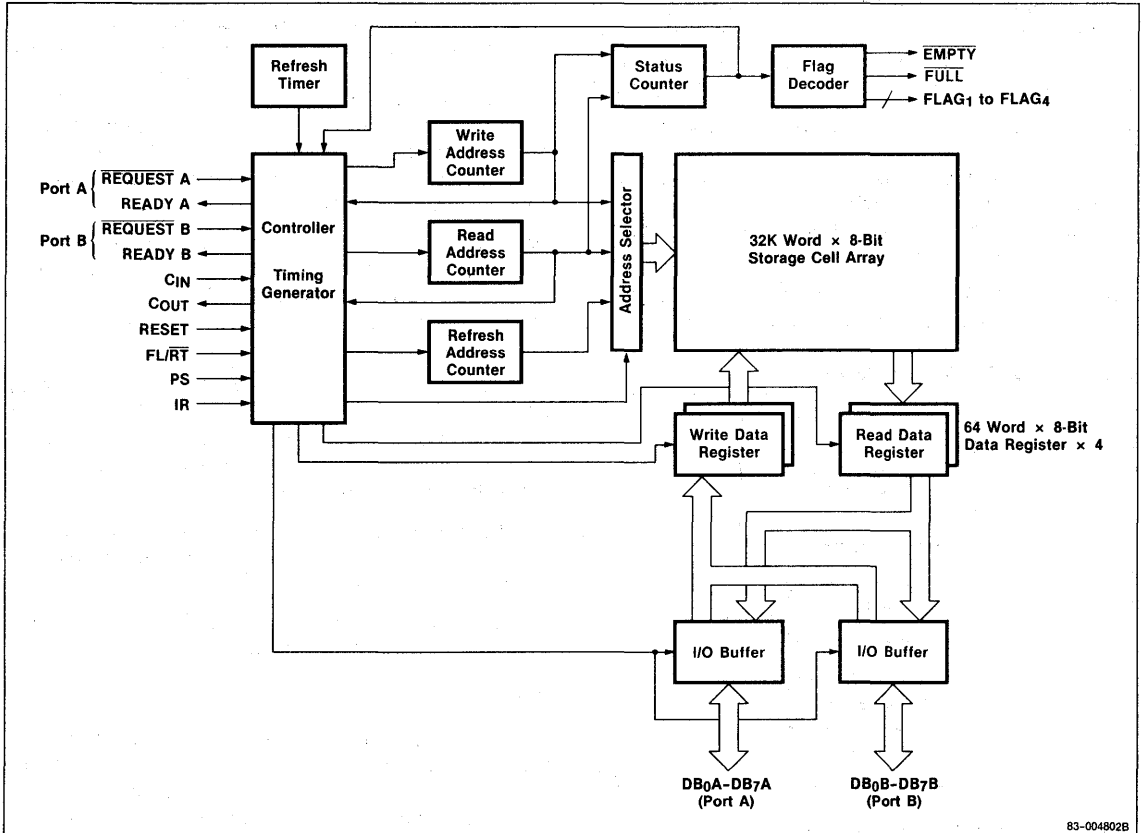 Refresh
Timer
Status
Counter
Flag
Decoder
EMPTY
FULL
FLAG1 to FLAG4
Write
Address
Counter
Port A
REQUEST A
READY A
Port B
REQUEST B
READY B
CIN
COUT
RESET
FL/RT
PS
IR
Controller
Timing
Generator
Read
Address
Counter
Refresh
Address
Counter
Address Selector
32K Word × 8-Bit
Storage Cell Array
Write Data
Register
Read Data
Register
64 Word × 8-Bit
Data Register × 4
I/O Buffer
I/O Buffer
DB0A-DB7A
(Port A)
DB0B-DB7B
(Port B)
83-004802B